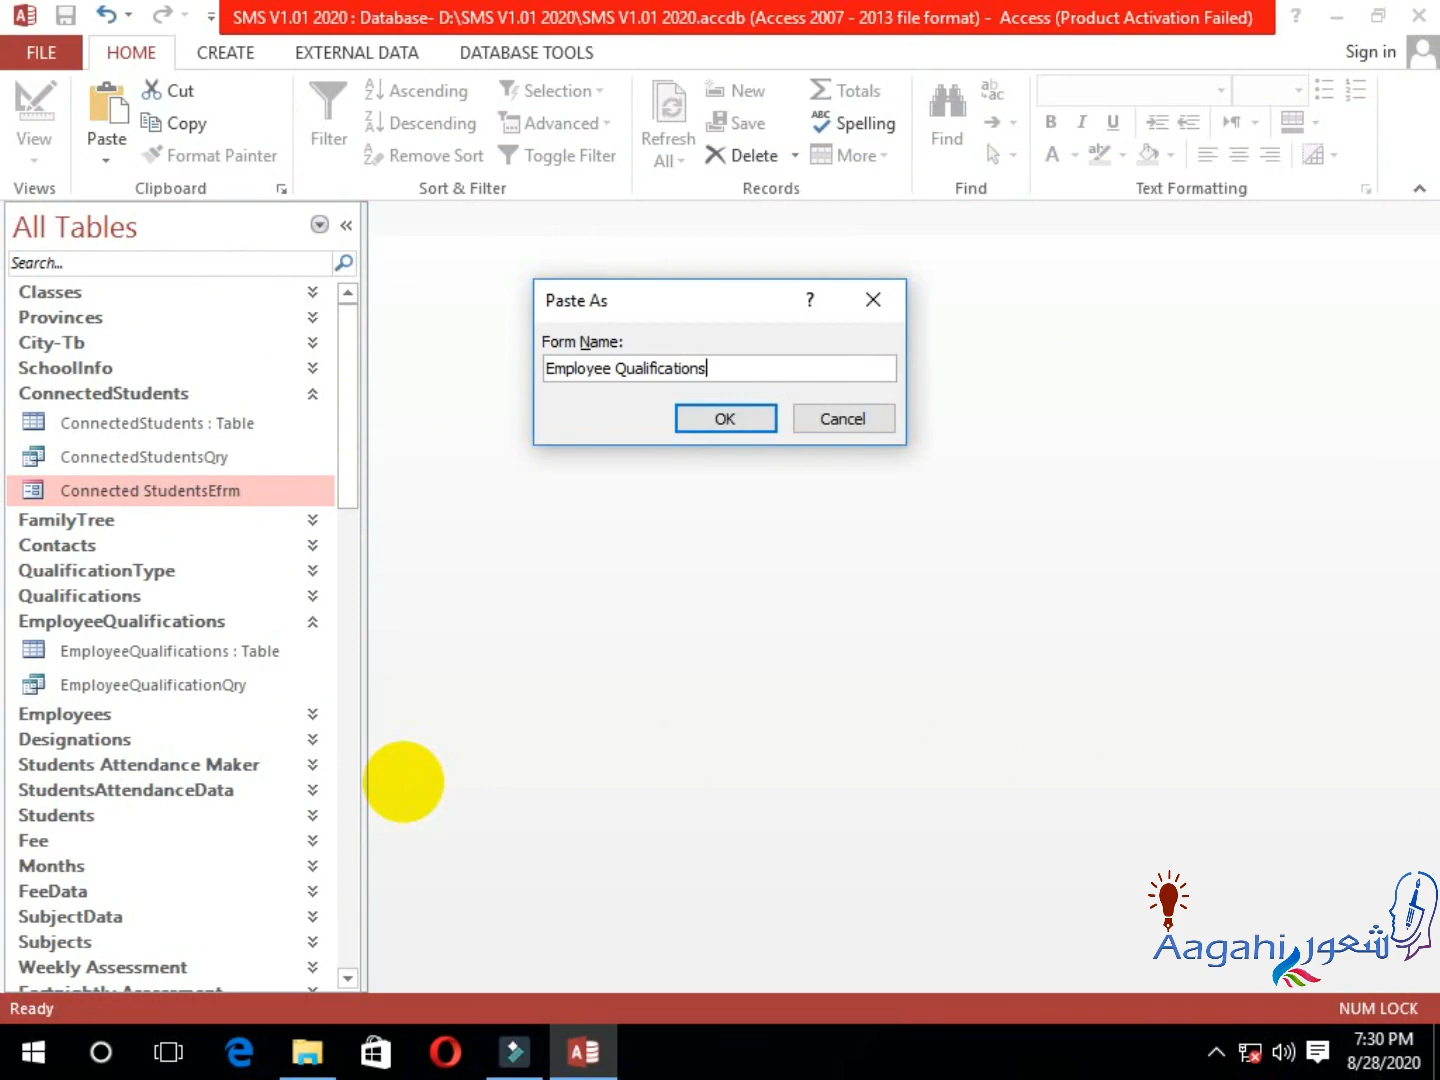 SMS V1.01 2020 : Database- D:\SMS V1.01 2020\SMS V1.01 2020.accdb (Access 2007 - 2013 file format) - Access (Product Activation Failed)
?
FILE
HOME
CREATE
EXTERNAL DATA
DATABASE TOOLS
Sign in
View
Views
Paste
Cut
Copy
Format Painter
Clipboard
Filter
Ascending
Descending
Remove Sort
Selection
Advanced
Toggle Filter
Sort & Filter
Refresh
All
New
Save
Delete
Totals
Spelling
More
Records
Find
Find
B I U
A
Text Formatting
All Tables
Search...
Classes
Provinces
City-Tb
SchoolInfo
ConnectedStudents
ConnectedStudents : Table
ConnectedStudentsQry
Connected StudentsEfrm
FamilyTree
Contacts
QualificationType
Qualifications
EmployeeQualifications
EmployeeQualifications : Table
EmployeeQualificationQry
Employees
Designations
Students Attendance Maker
StudentsAttendanceData
Students
Fee
Months
FeeData
SubjectData
Subjects
Weekly Assessment
Fortnightly Assessment
Paste As
?
Form Name:
Employee Qualifications
OK
Cancel
Aagahi شعور
Ready
NUM LOCK
7:30 PM
8/28/2020